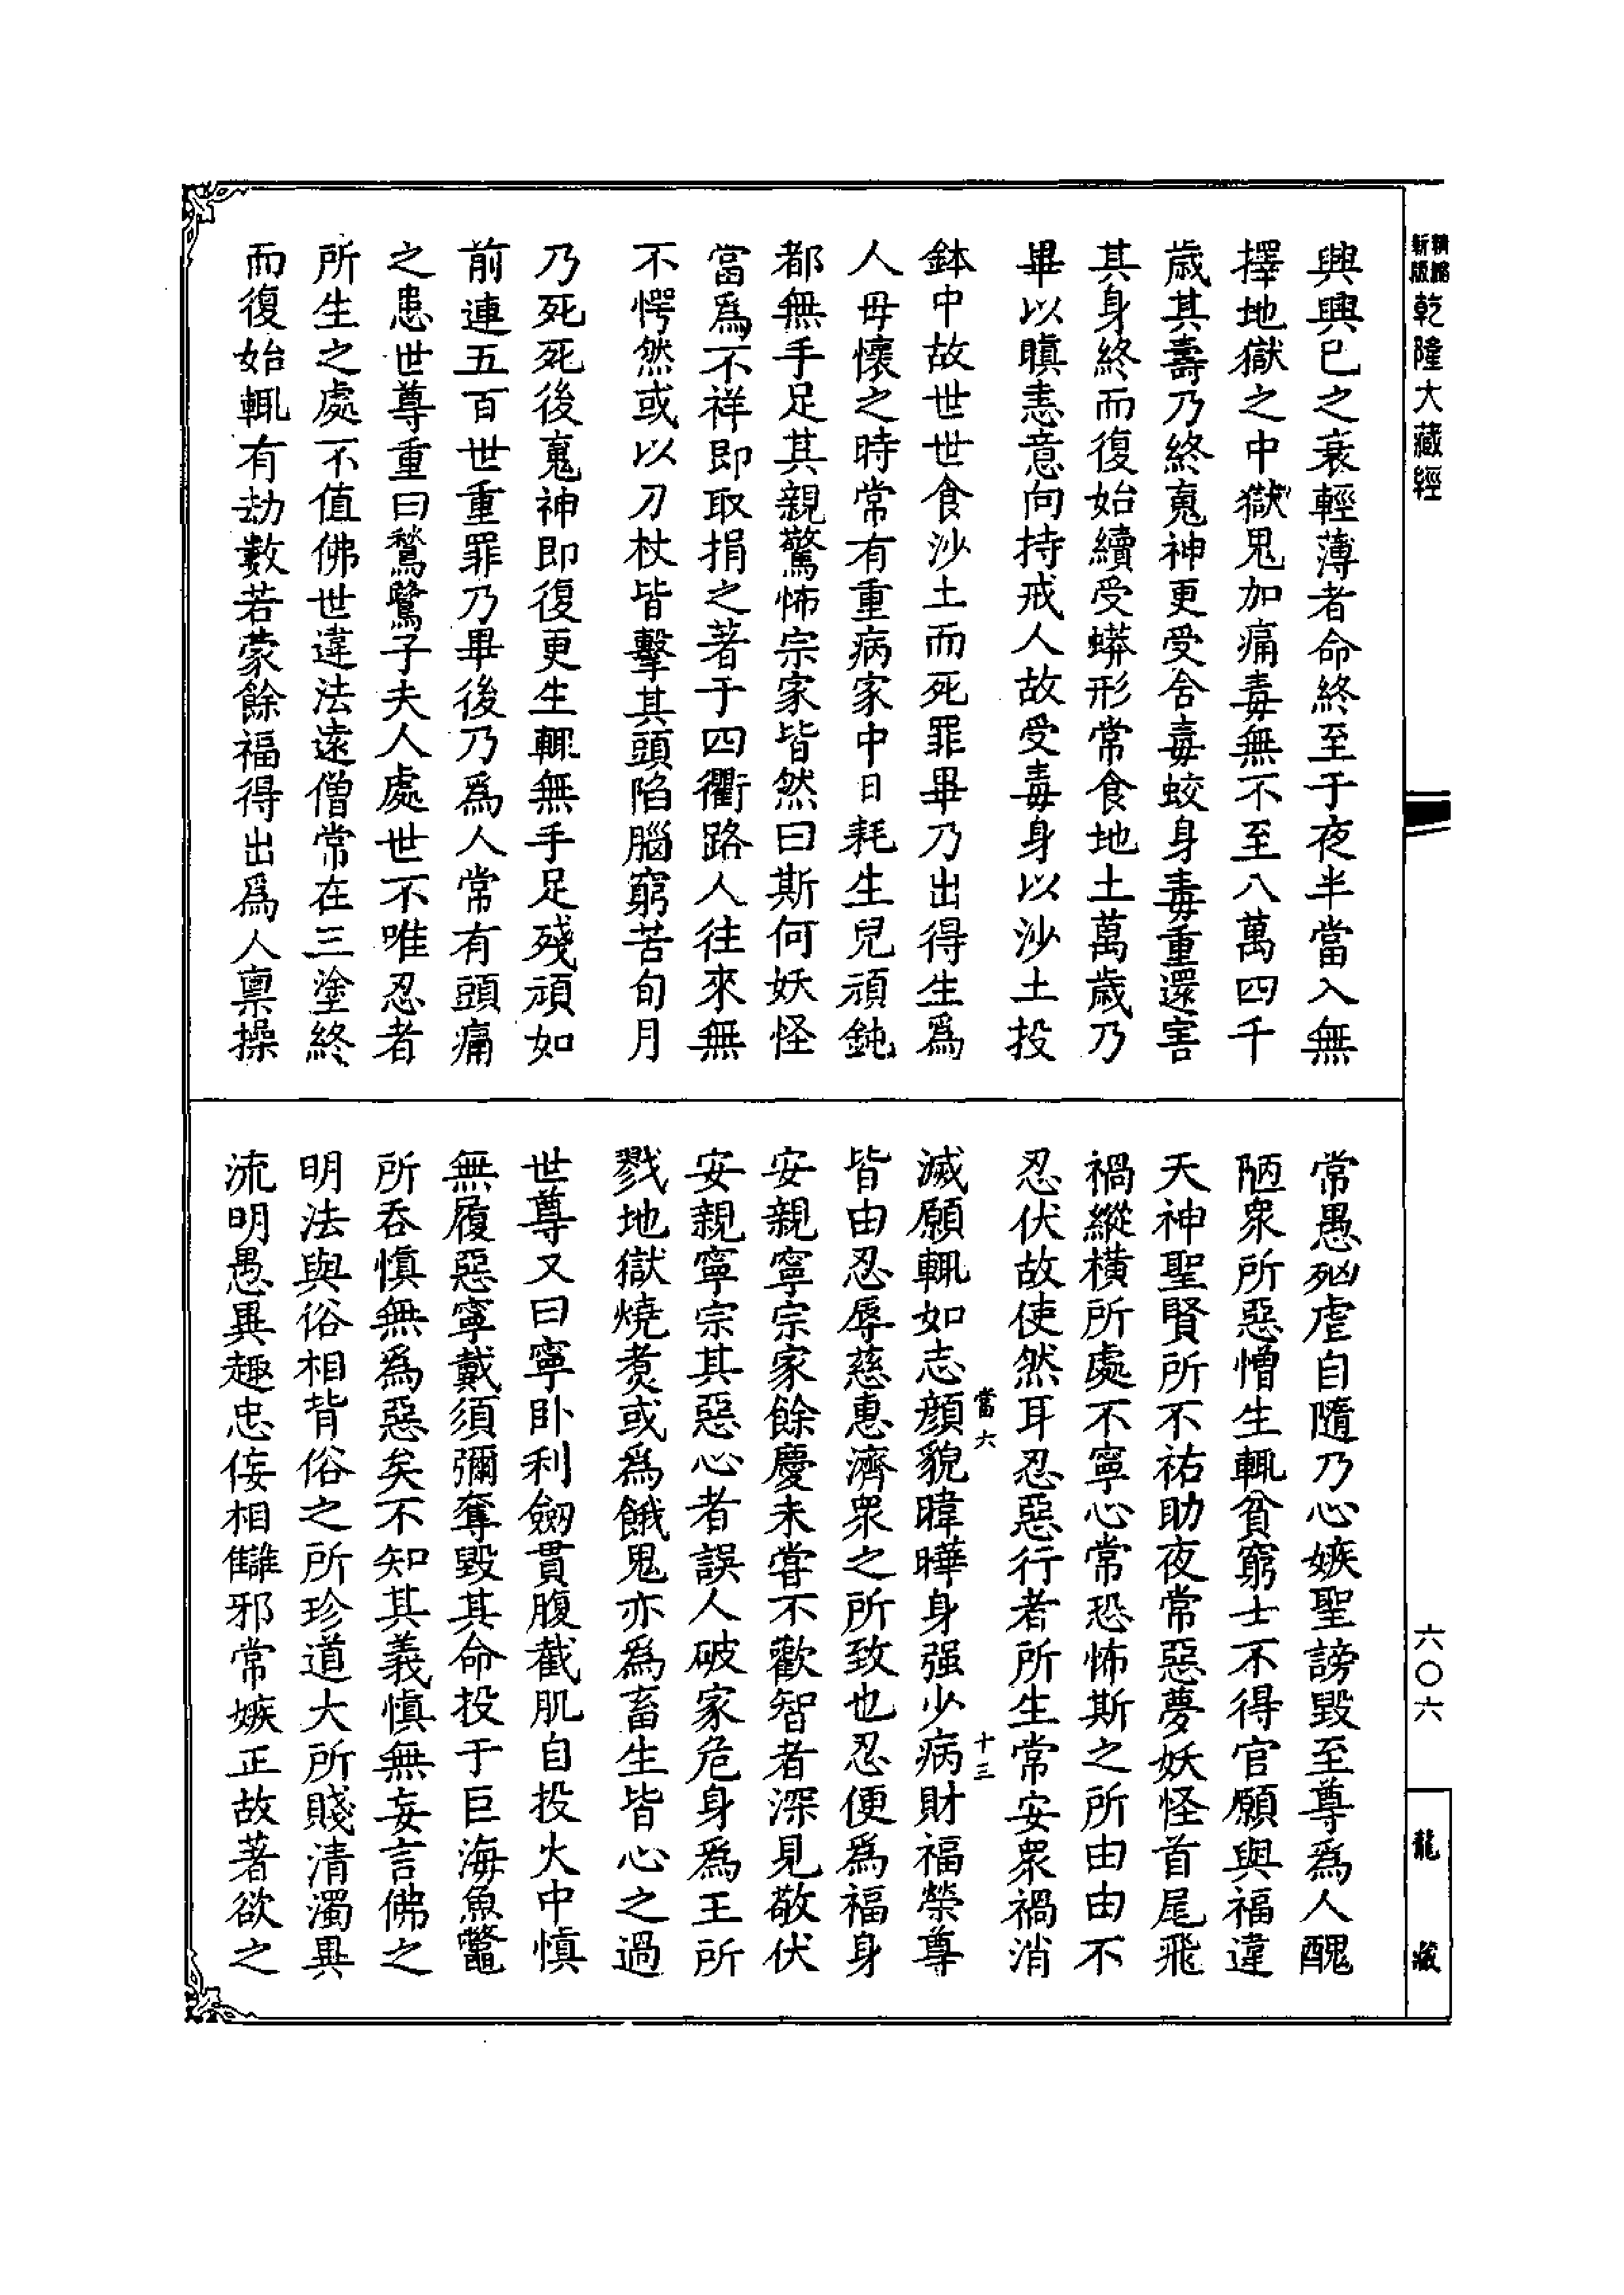 精縮
新版
乾隆大藏經
興興已之衰輕薄者命終至于夜半當入無
擇地獄之中獄鬼加痛毒無不至八萬四千
歲其壽乃終䰟神更受含毒蛟身毒重還害
其身終而復始續受蟒形常食地土萬歲乃
畢以瞋恚意向持戒人故受毒身以沙土投
鉢中故世世食沙土而死罪畢乃出得生爲
人毋懷之時常有重病家中日耗生兒頑鈍
都無手足其親驚怖宗家皆然曰斯何妖怪
當爲不祥即取捐之著于四衢路人往來無
不愕然或以刀杖皆擊其頭陷腦窮苦旬月
乃死死後䰟神即復更生輒無手足殘頑如
前連五百世重罪乃畢後乃爲人常有頭痛
之患世尊重曰鶖鷺子夫人處世不唯忍者
所生之處不值佛世違法遠僧常在三塗終
而復始輒有劫數若蒙餘福得出爲人禀操
常愚兇虐自隨乃心嫉聖謗毀至尊爲人醜
陋衆所惡憎生輒貧窮士不得官願與福違
天神聖賢所不祐助夜常惡夢妖怪首尾飛
禍縱橫所處不寧心常恐怖斯之所由由不
忍伏故使然耳忍惡行者所生常安衆禍消
滅願輒如志顔貌暐曄身强少病財福榮尊
當六
十三
皆由忍辱慈惠濟衆之所致也忍便爲福身
安親寧宗家餘慶未甞不歡智者深見敬伏
安親寧宗其惡心者誤人破家危身爲王所
戮地獄燒煑或爲餓鬼亦爲畜生皆心之過
世尊又曰寧卧利劒貫腹截肌自投火中慎
無履惡寧戴須彌奪毀其命投于巨海魚鼈
所吞慎無爲惡矣不知其義慎無妄言佛之
明法與俗相背俗之所珍道大所賤清濁異
流明愚異趣忠佞相讎邪常嫉正故著欲之
六〇六
龍藏